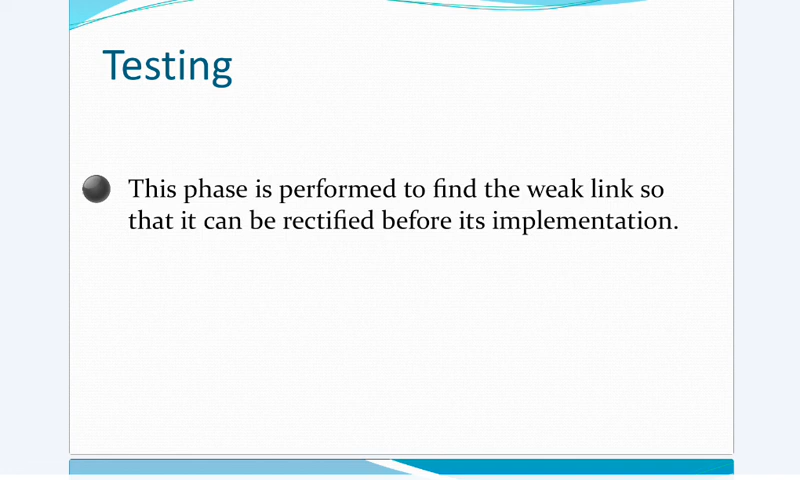 Testing
This phase is performed to find the weak link so
that it can be rectified before its implementation.